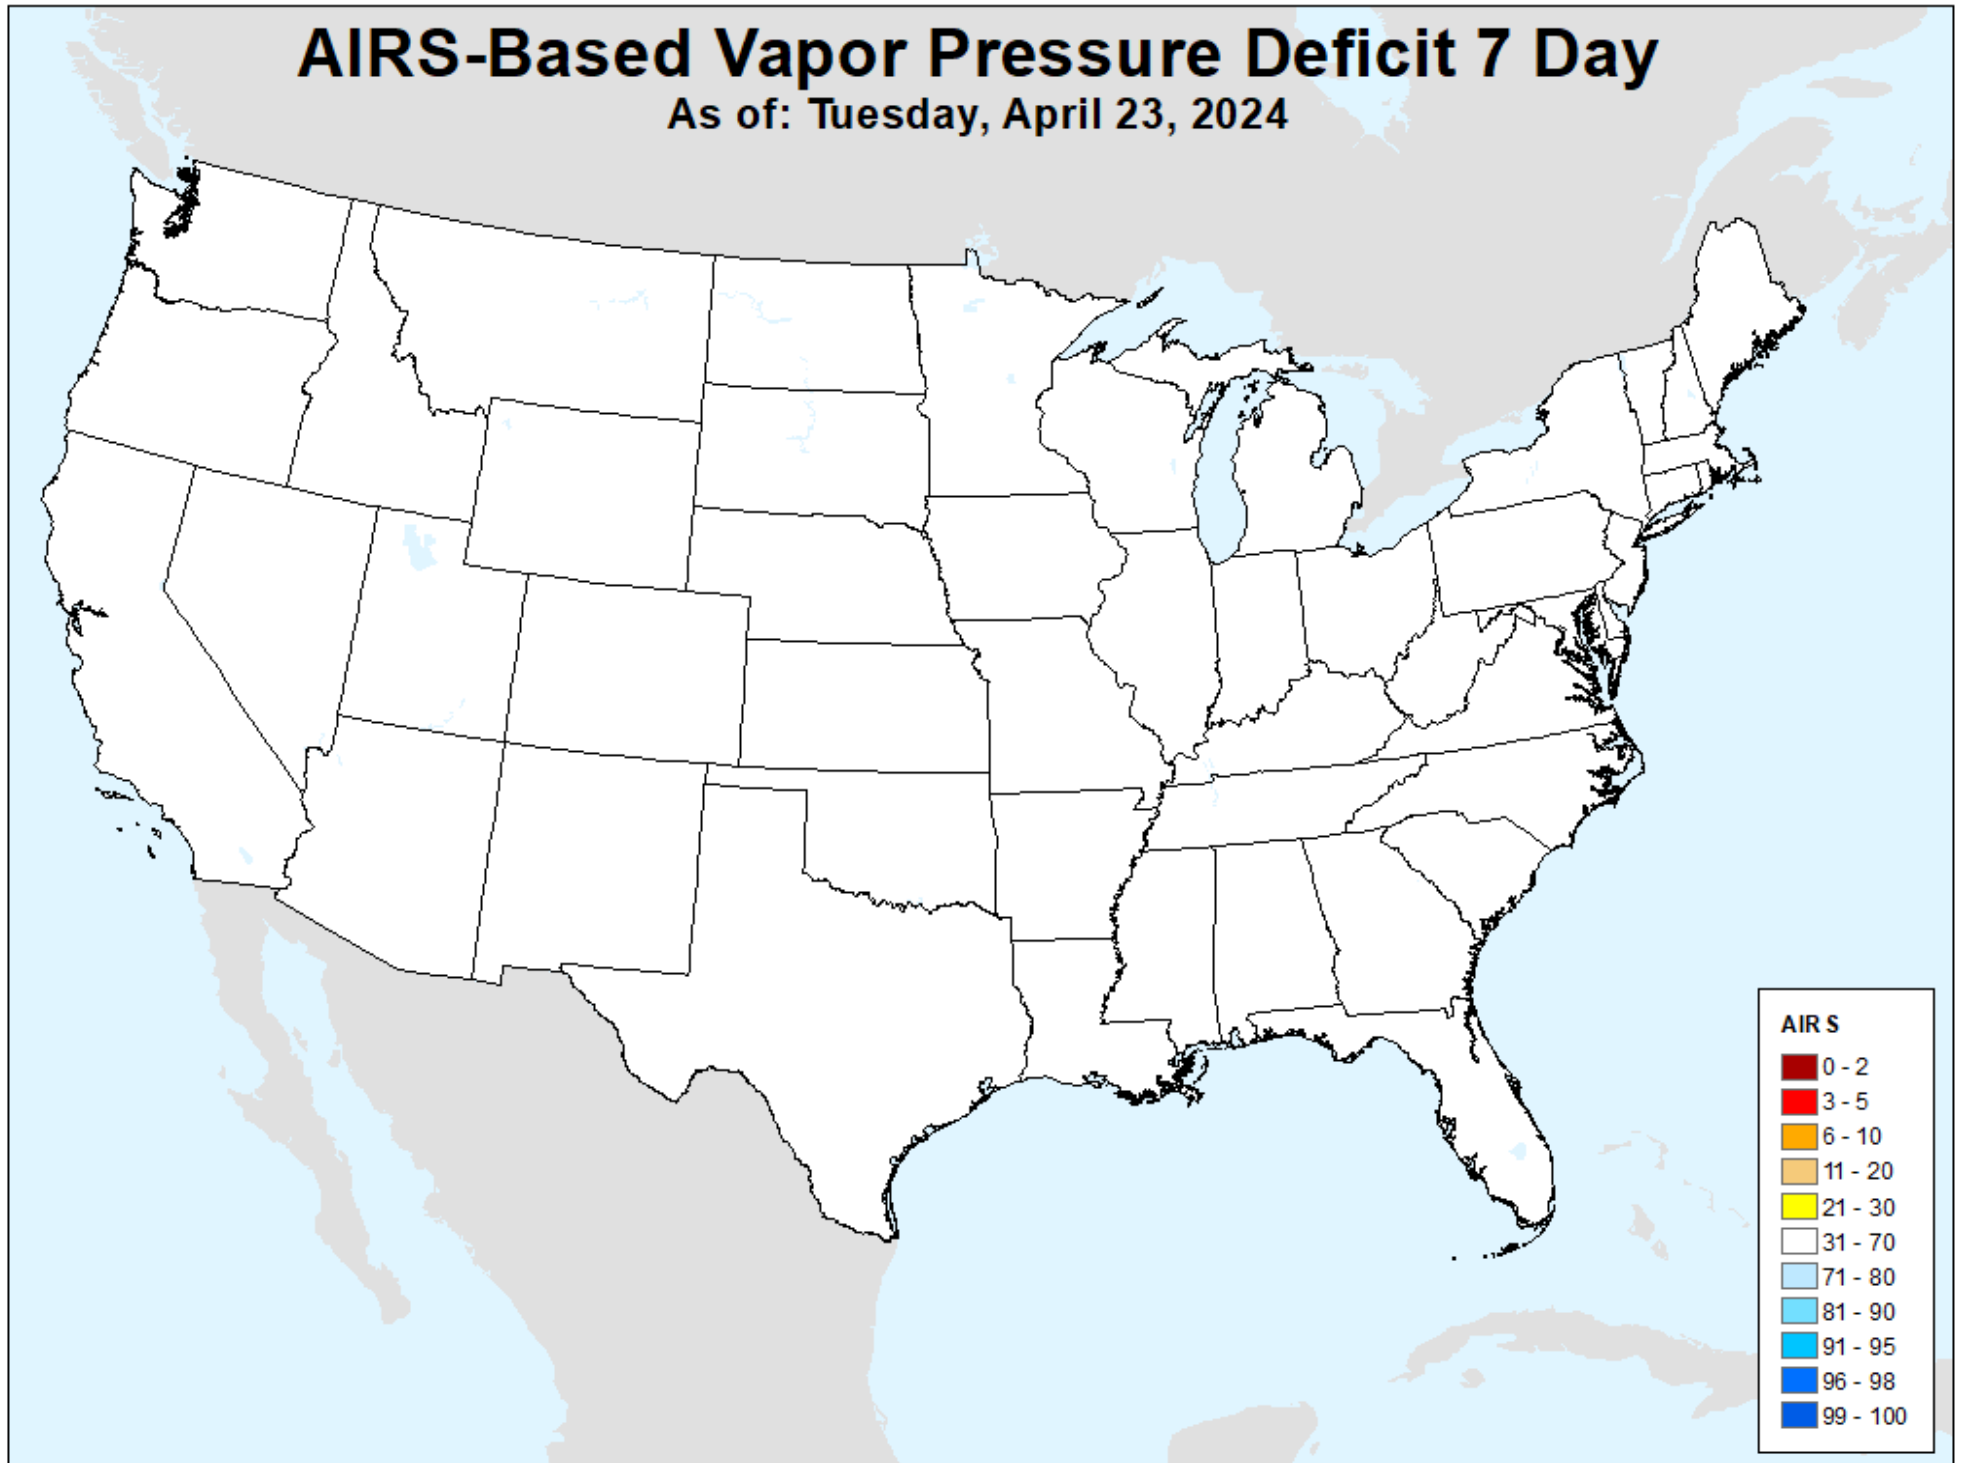 AIRS-Based Vapor Pressure Deficit 7 Day
As of: Tuesday, April 23, 2024
AIRS
0 - 2
3 - 5
6 - 10
11 - 20
21 - 30
31 - 70
71 - 80
81 - 90
91 - 95
96 - 98
99 - 100